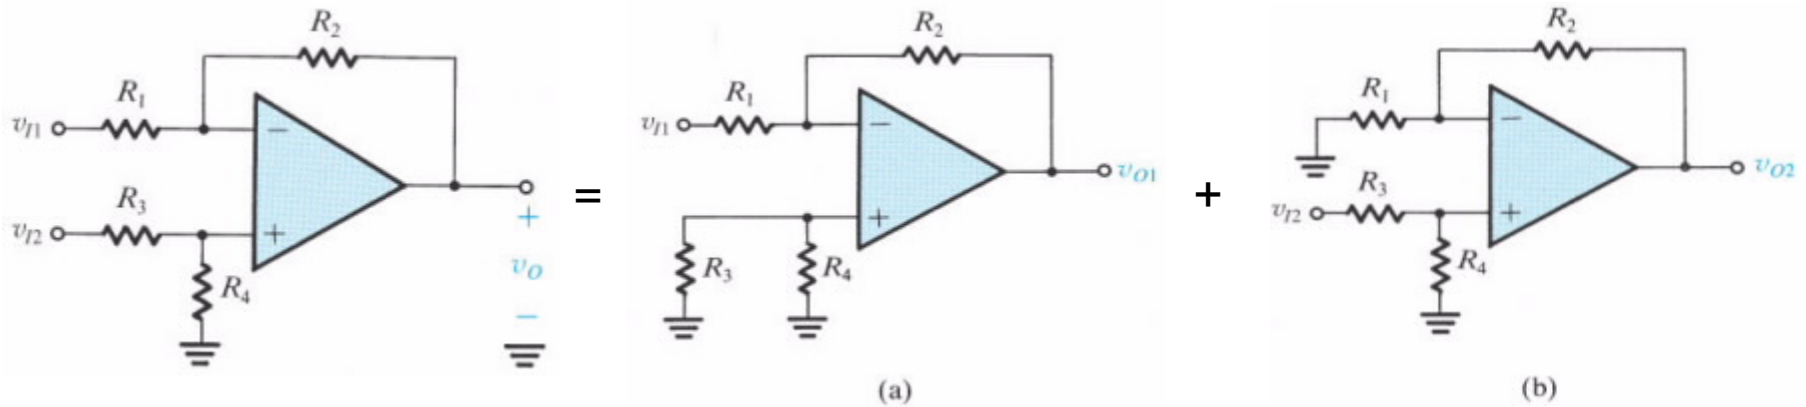 R2
R1
vI1
−
R3
vI2
+
R4
+
vO
−
=
R2
R1
vI1
−
+
vO1
R3
R4
(a)
+
R2
R1
−
R3
vI2
+
vO2
R4
(b)